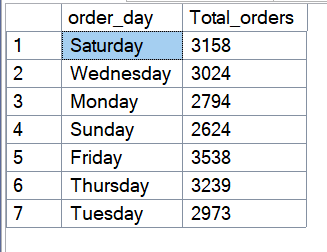 order_day Total_orders
1 Saturday 3158
2 Wednesday 3024
3 Monday 2794
4 Sunday 2624
5 Friday 3538
6 Thursday 3239
7 Tuesday 2973